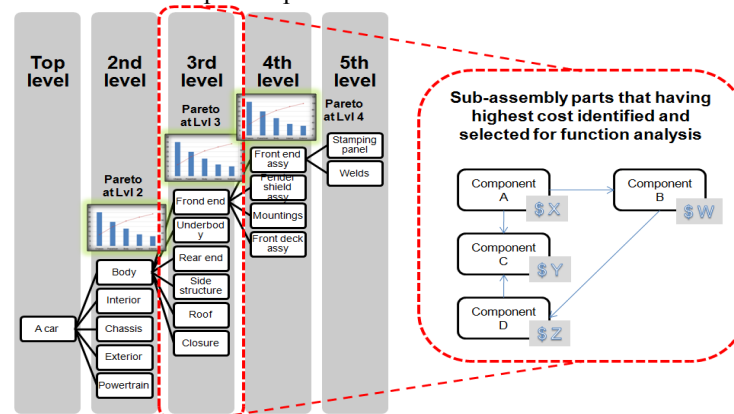 Top
level
2nd
level
3rd
level
4th
level
5th
level
Pareto
at Lvl 2
Pareto
at Lvl 3
Pareto
at Lvl 4
A car
Body
Interior
Chassis
Exterior
Powertrain
Frond end
Underbod
y
Rear end
Side
structure
Roof
Closure
Front end
assy
Fender
shield assy
Mountings
Front deck
assy
Stamping
panel
Welds
Sub-assembly parts that having
highest cost identified and
selected for function analysis
Component
A
$X
Component
B
$W
Component
C
$Y
Component
D
$Z